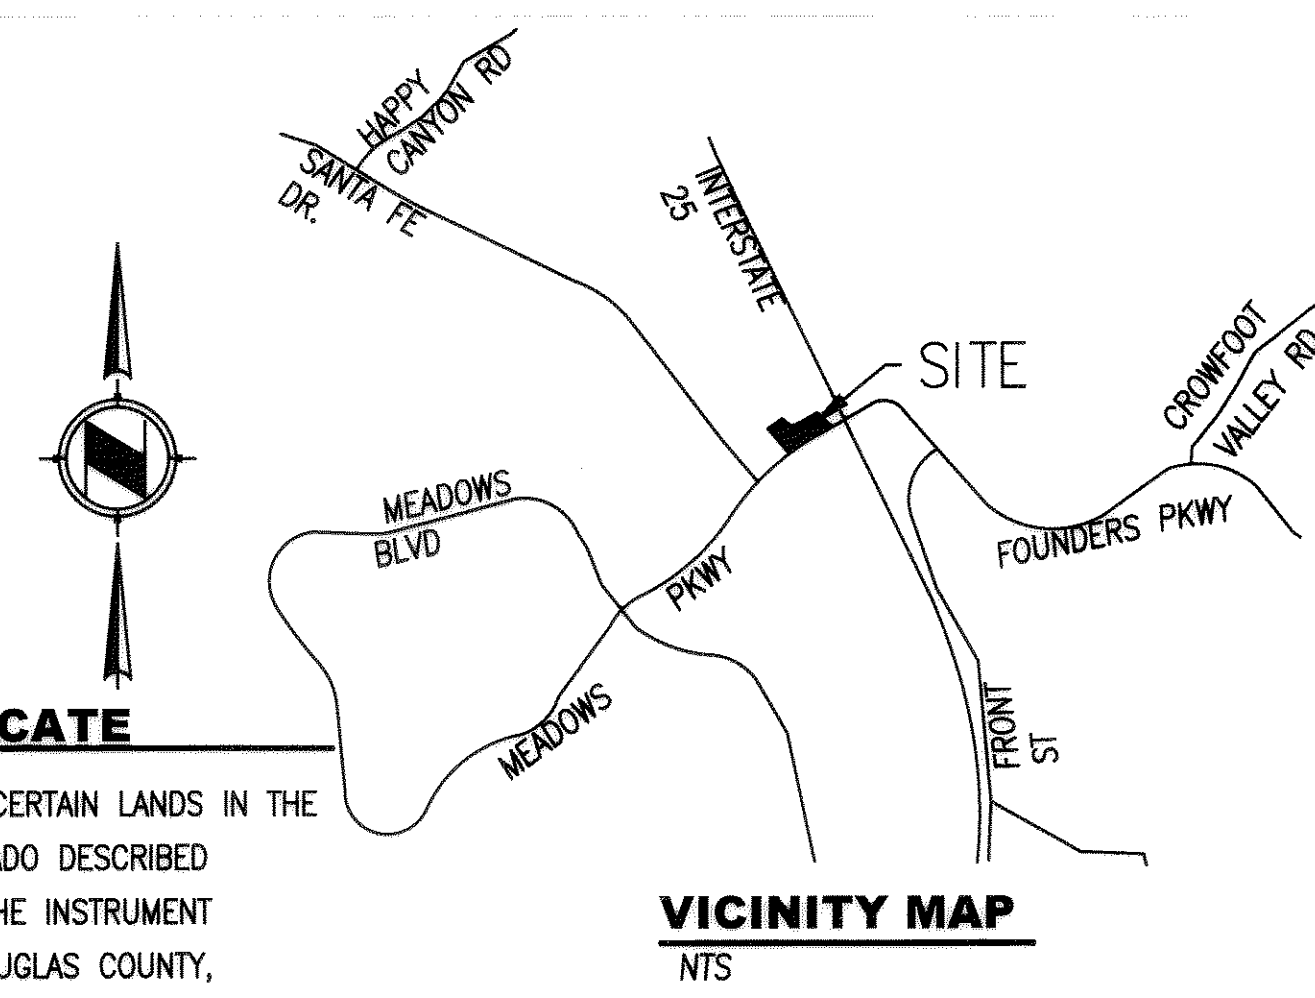 HAPPY
CANYON RD
SANTA FE
DR.
INTERSTATE
25
SITE
CROWFOOT
VALLEY RD
MEADOWS
BLVD
FOUNDERS PKWY
PKWY
MEADOWS
FRONT
ST
CATE
CERTAIN LANDS IN THE
ADO DESCRIBED
HE INSTRUMENT
UGLAS COUNTY,
VICINITY MAP
NTS
N